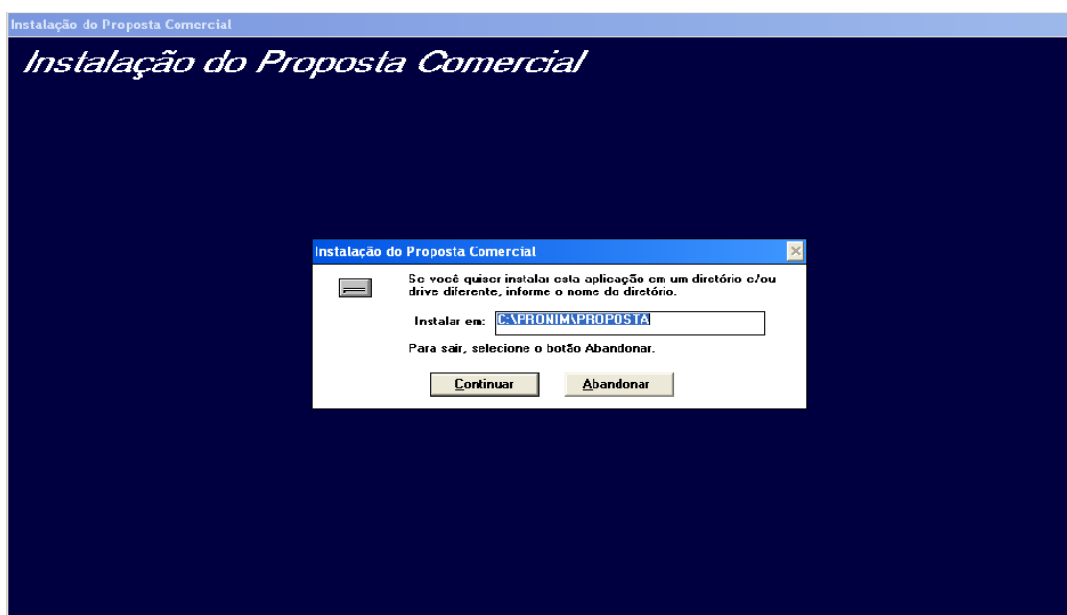 Instalação do Proposta Comercial
Instalação do Proposta Comercial
Instalação do Proposta Comercial
Se você quiser instalar esta aplicação em um diretório e/ou
drive diferente, informe o nome do diretório.
Instalar em: C:\PRONIM\PROPOSTA
Para sair, selecione o botão Abandonar.
Continuar Abandonar